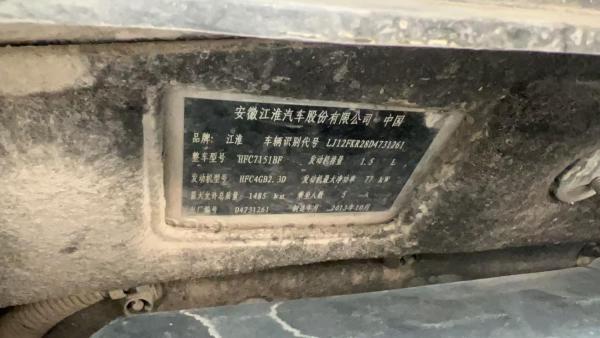 安徽江淮汽车股份有限公司 中国
品牌: 江淮 车辆识别代号 LJ12FKR28D4731261
整车型号 HFC7151BF 发动机排量 1.5 L
发动机型号 HFC4GB2.3D 发动机最大净功率 77 kW
最大允许总质量 1485 kg 乘坐人数 5 人
出厂编号 D4731261 制造年月 2013年10月